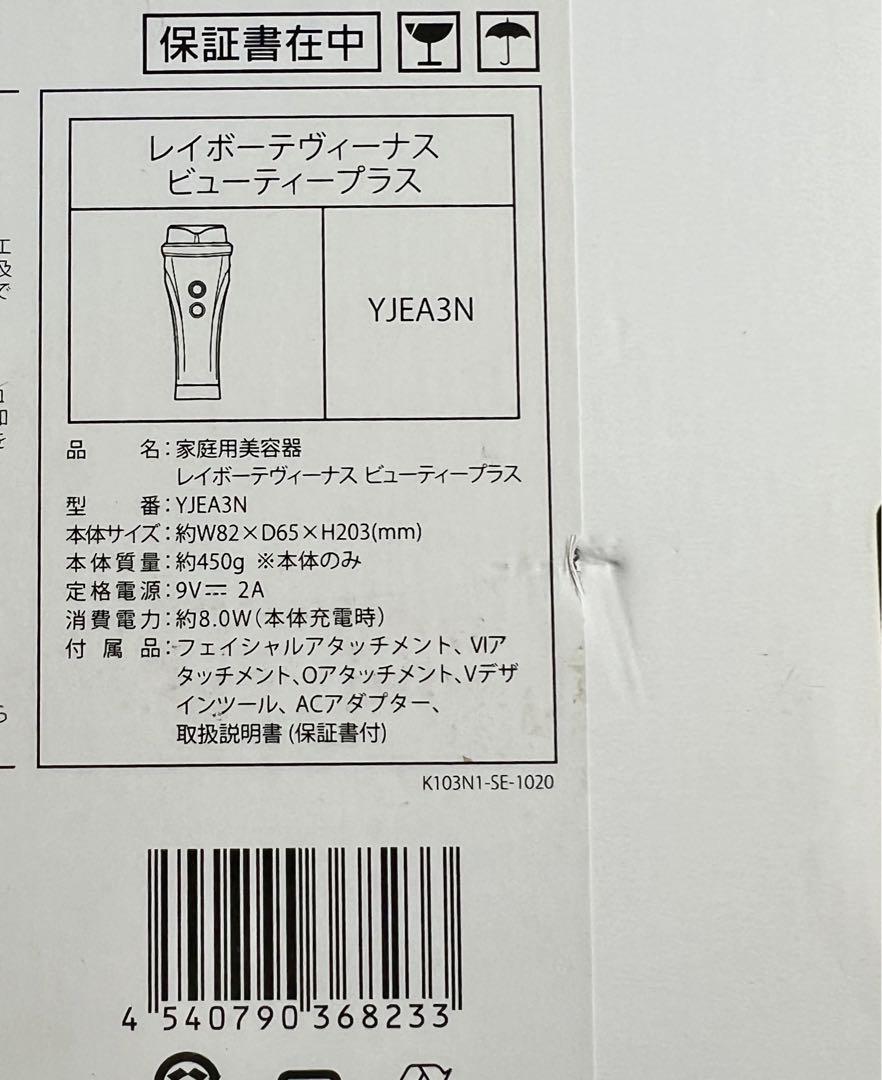 保証書在中
レイボーテヴィーナス
ビューティープラス
YJEA3N
品　名：家庭用美容器
レイボーテヴィーナス ビューティープラス
型　番：YJEA3N
本体サイズ：約W82×D65×H203(mm)
本体質量：約450g ※本体のみ
定格電源：9V⎓ 2A
消費電力：約8.0W（本体充電時）
付属品：フェイシャルアタッチメント、VIア
タッチメント、Oアタッチメント、Vデザ
インツール、ACアダプター、
取扱説明書 (保証書付)
K103N1-SE-1020
4 540790 368233